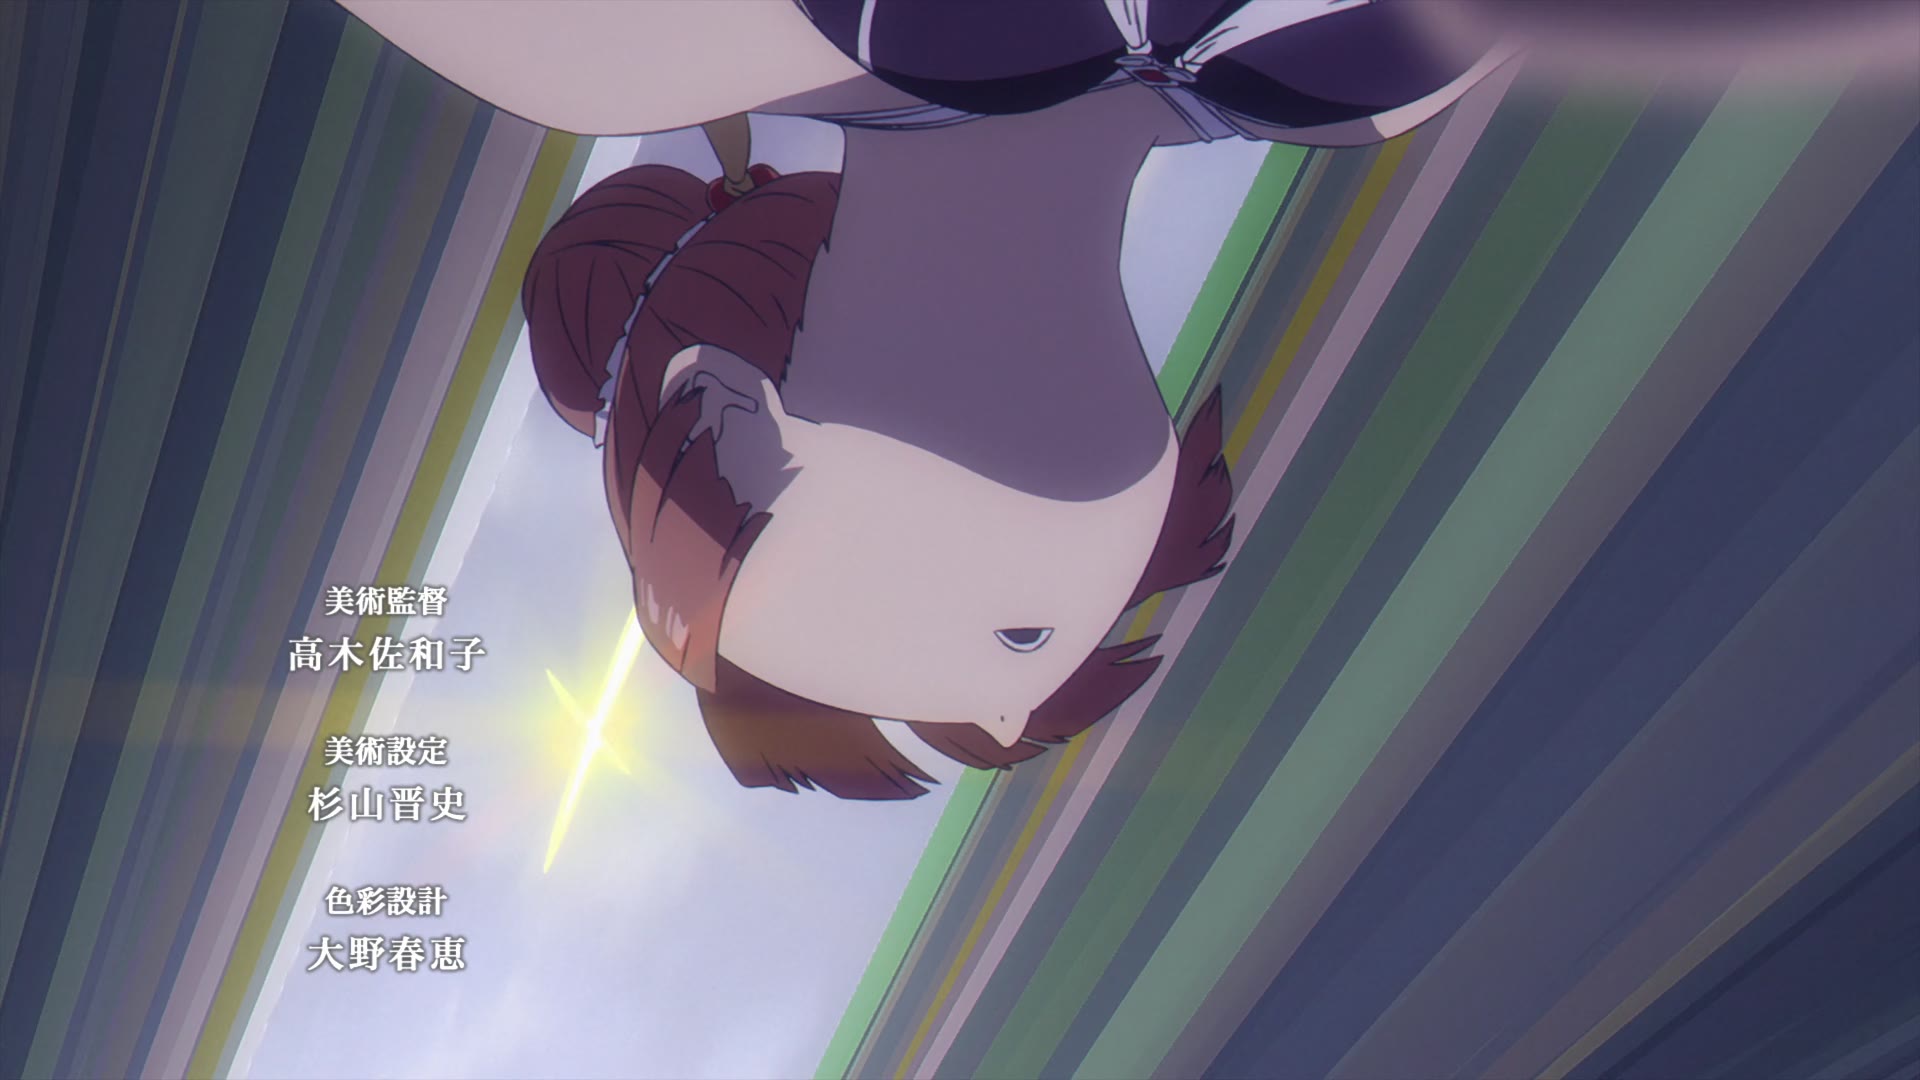 美術監督
高木佐和子
美術設定
杉山晋史
色彩設計
大野春恵